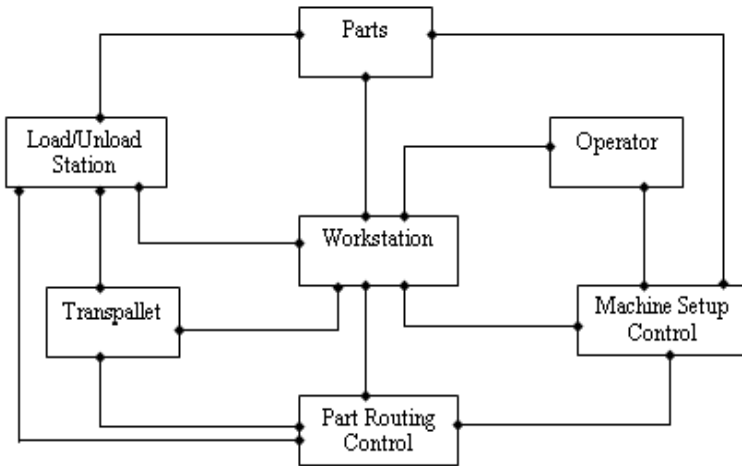 Parts
Load/Unload
Station
Operator
Workstation
Transpallet
Machine Setup
Control
Part Routing
Control